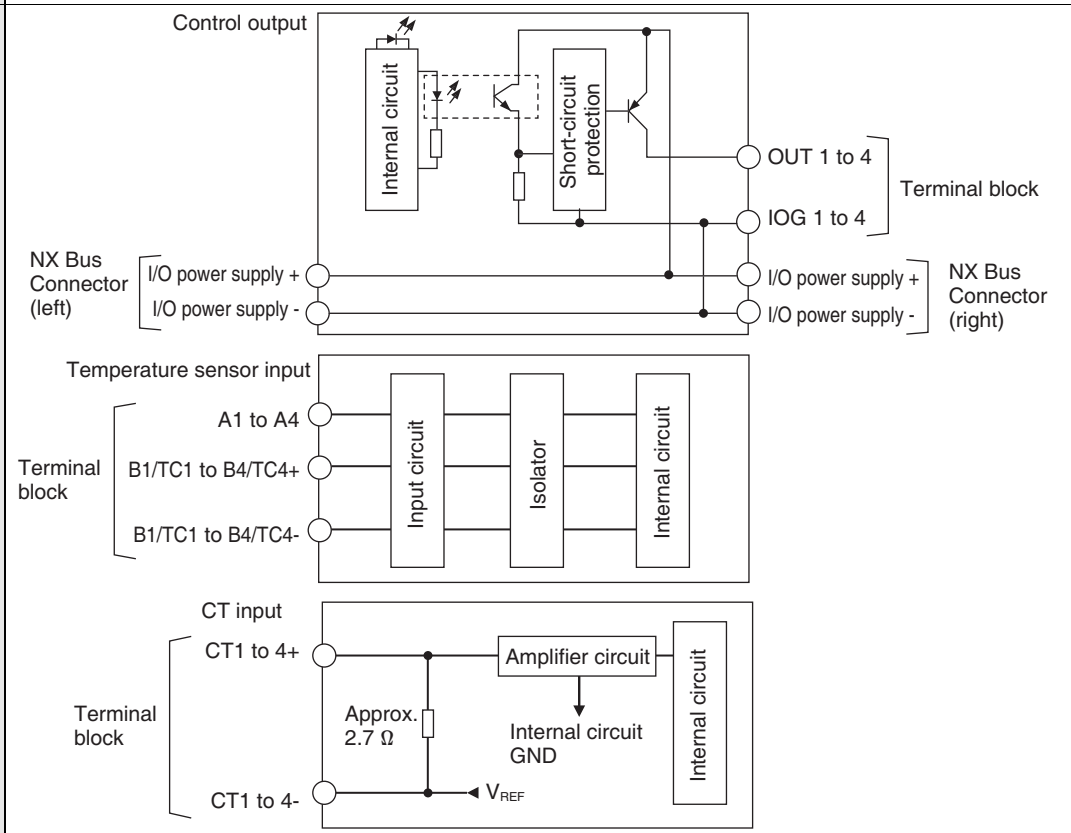 Control output
Internal circuit
Short-circuit
protection
OUT 1 to 4
IOG 1 to 4
Terminal block
NX Bus
Connector
(left)
I/O power supply +
I/O power supply -
I/O power supply +
I/O power supply -
NX Bus
Connector
(right)
Temperature sensor input
Terminal
block
A1 to A4
B1/TC1 to B4/TC4+
B1/TC1 to B4/TC4-
Input circuit
Isolator
Internal circuit
CT input
Terminal
block
CT1 to 4+
CT1 to 4-
Approx.
2.7 Ω
Amplifier circuit
Internal circuit
GND
VREF
Internal circuit